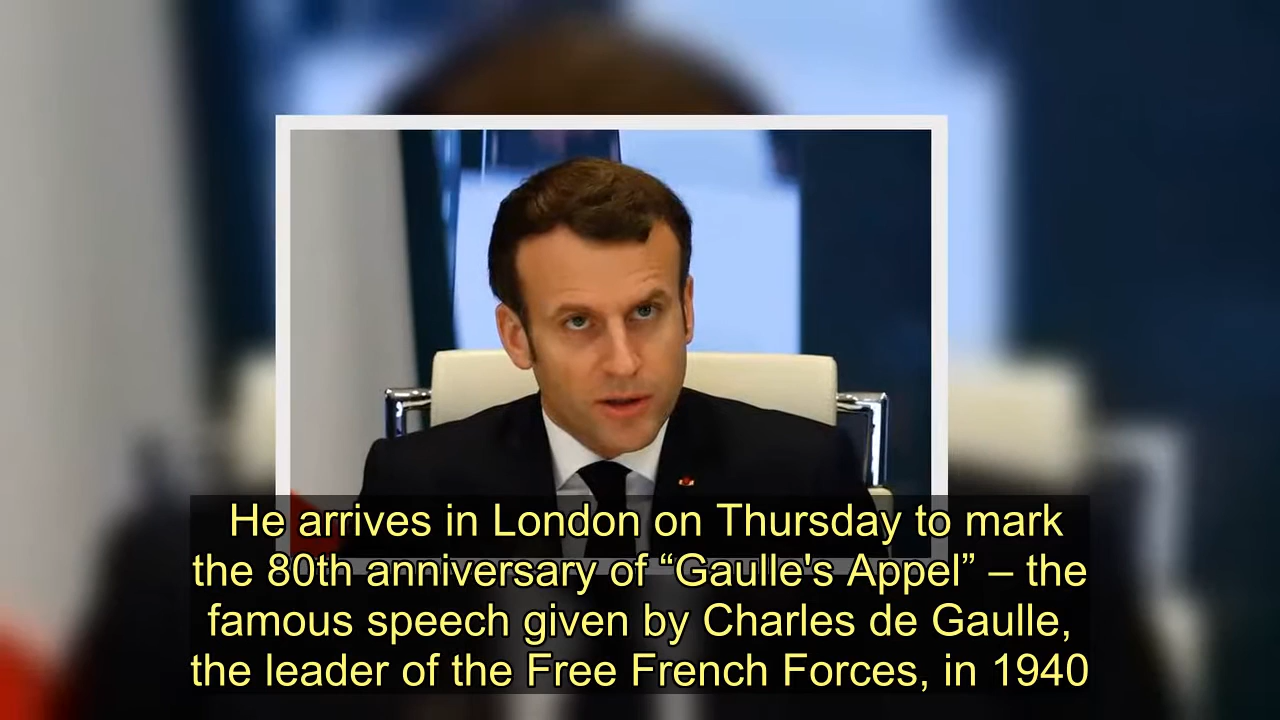 He arrives in London on Thursday to mark
the 80th anniversary of “Gaulle's Appel” – the
famous speech given by Charles de Gaulle,
the leader of the Free French Forces, in 1940